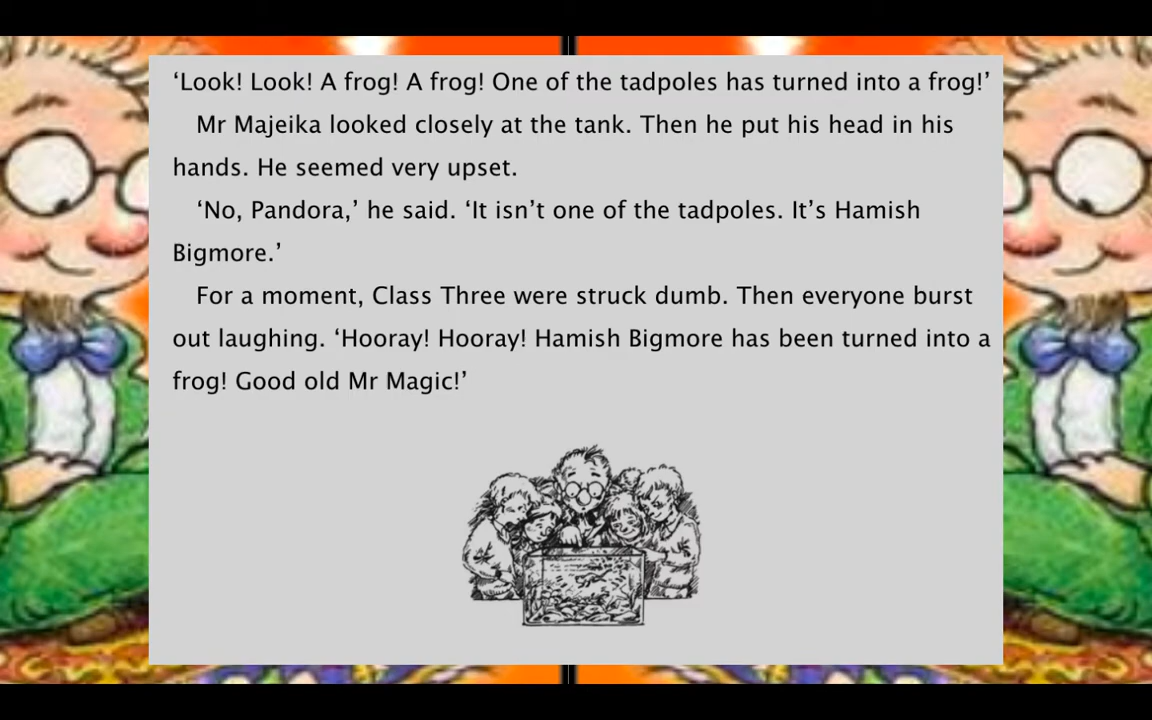 ‘Look! Look! A frog! A frog! One of the tadpoles has turned into a frog!’
Mr Majeika looked closely at the tank. Then he put his head in his
hands. He seemed very upset.
‘No, Pandora,’ he said. ‘It isn’t one of the tadpoles. It’s Hamish
Bigmore.’
For a moment, Class Three were struck dumb. Then everyone burst
out laughing. ‘Hooray! Hooray! Hamish Bigmore has been turned into a
frog! Good old Mr Magic!’